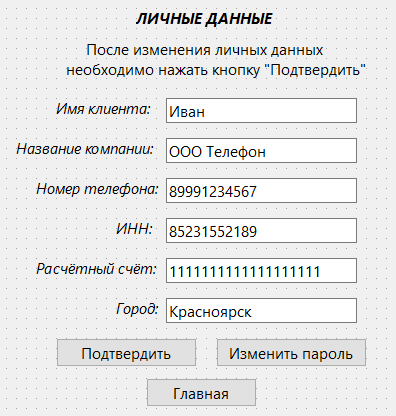 ЛИЧНЫЕ ДАННЫЕ
После изменения личных данных
необходимо нажать кнопку "Подтвердить"
Имя клиента: Иван
Название компании: ООО Телефон
Номер телефона: 89991234567
ИНН: 85231552189
Расчётный счёт: 11111111111111111111
Город: Красноярск
Подтвердить Изменить пароль
Главная